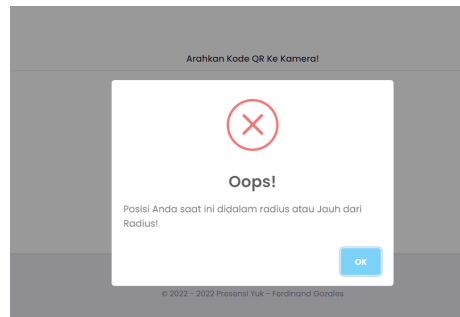 Arahkan Kode QR Ke Kamera!
Oops!
Posisi Anda saat ini didalam radius atau Jauh dari
Radius!
OK
© 2022 - 2022 Presensi Yuk - Ferdinand Gozales